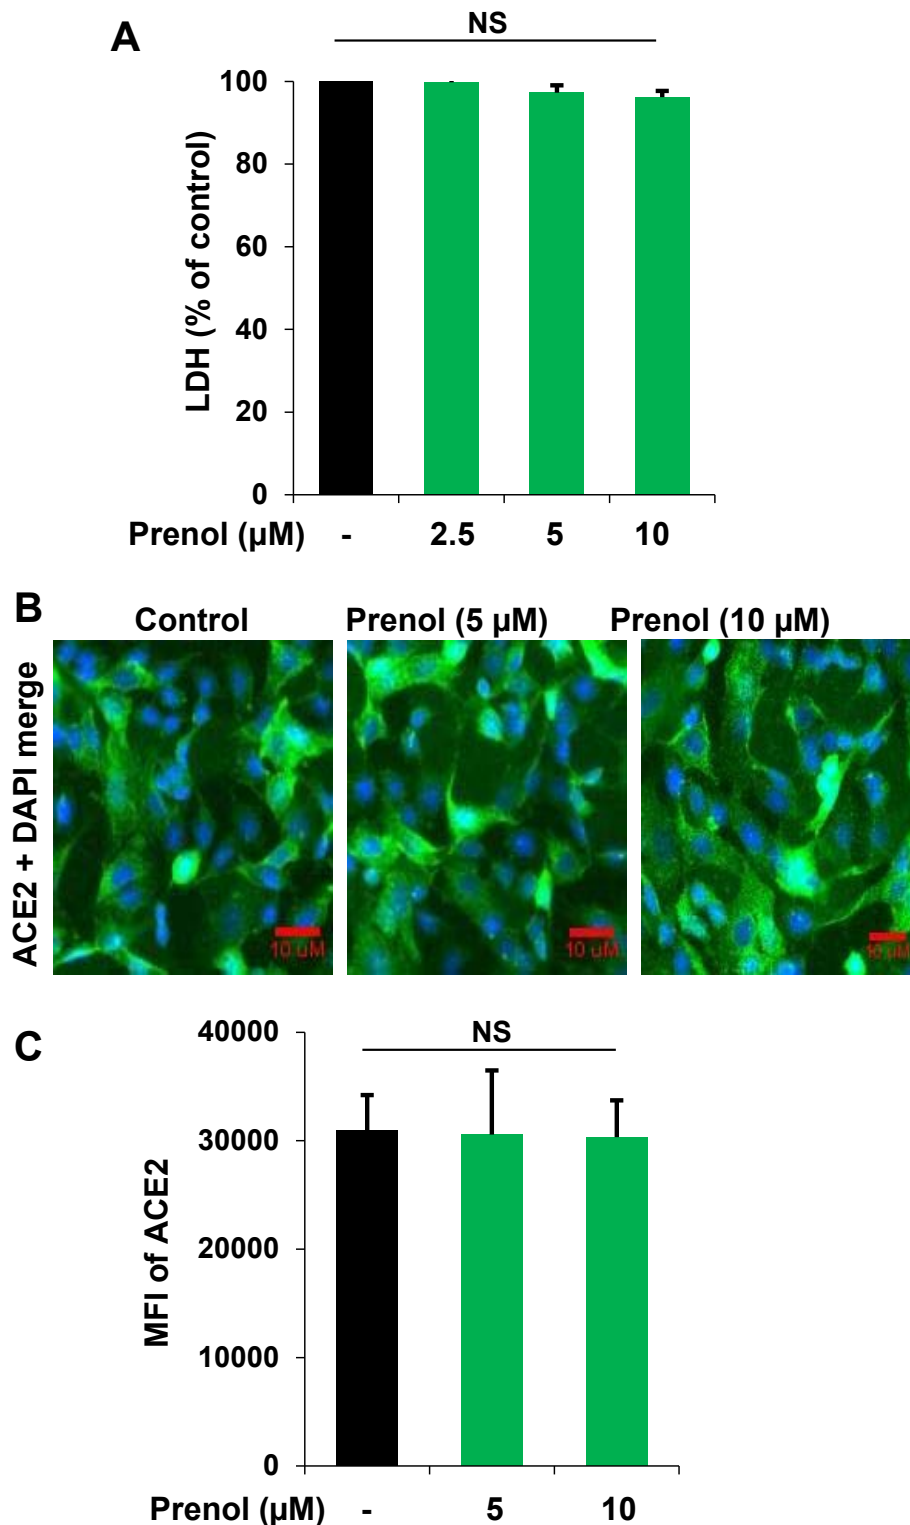 A
NS
LDH (% of control)
100
80
60
40
20
0
Prenol (µM) - 2.5 5 10
B
Control Prenol (5 µM) Prenol (10 µM)
ACE2 + DAPI merge
10 uM 10 uM 10 uM
C
NS
MFI of ACE2
40000
30000
20000
10000
0
Prenol (µM) - 5 10